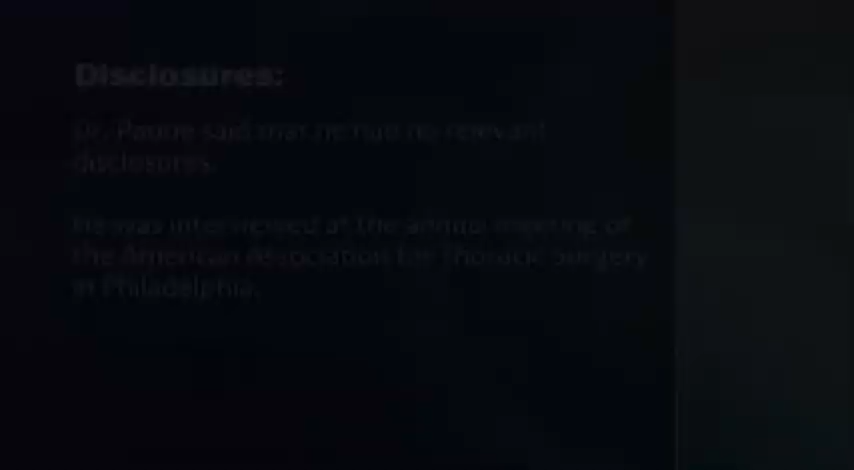 Disclosures:
Dr. said that he had no relevant
disclosures.
He was interviewed at the annual meeting of
the American Association for Thoracic Surgery
in Philadelphia.